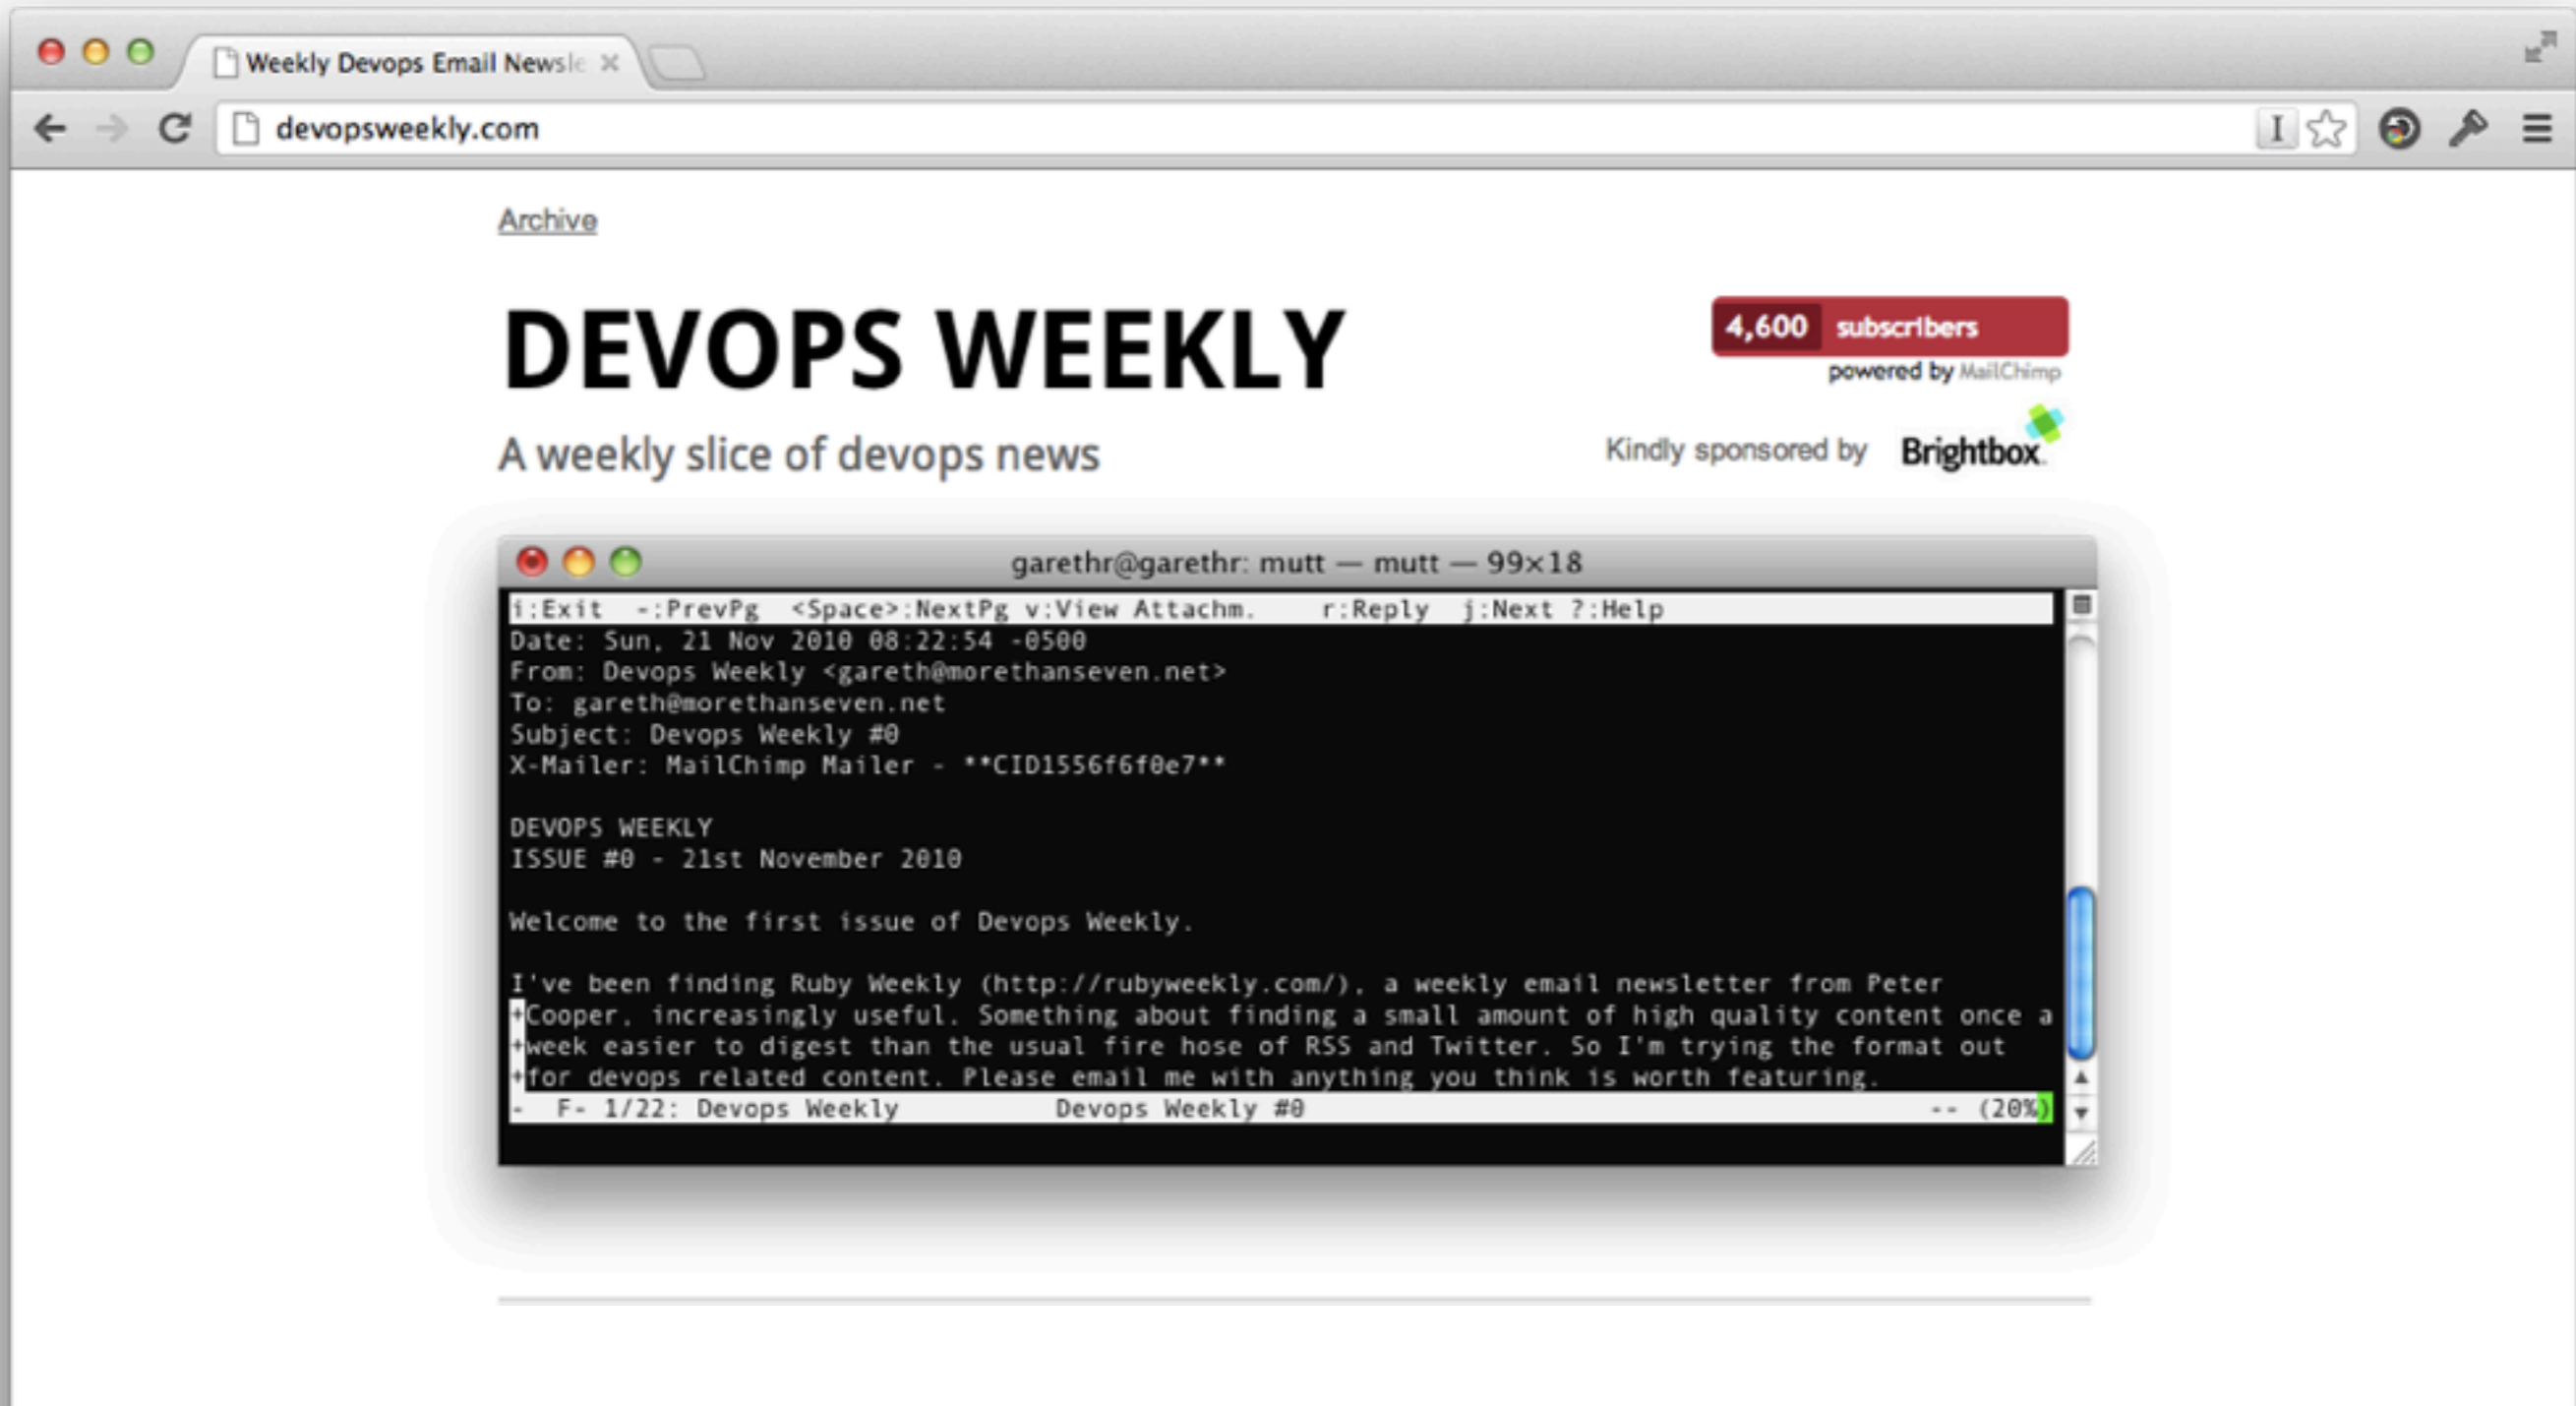 Weekly Devops Email Newsle
devopsweekly.com
Archive
DEVOPS WEEKLY
4,600 subscribers
powered by MailChimp
A weekly slice of devops news
Kindly sponsored by Brightbox
garethr@garethr: mutt — mutt — 99×18
i:Exit  -:PrevPg  <Space>:NextPg v:View Attachm.    r:Reply  j:Next ?:Help
Date: Sun, 21 Nov 2010 08:22:54 -0500
From: Devops Weekly <gareth@morethanseven.net>
To: gareth@morethanseven.net
Subject: Devops Weekly #0
X-Mailer: MailChimp Mailer - **CID1556f6f0e7**
DEVOPS WEEKLY
ISSUE #0 - 21st November 2010
Welcome to the first issue of Devops Weekly.
I've been finding Ruby Weekly (http://rubyweekly.com/), a weekly email newsletter from Peter
+Cooper, increasingly useful. Something about finding a small amount of high quality content once a
+week easier to digest than the usual fire hose of RSS and Twitter. So I'm trying the format out
+for devops related content. Please email me with anything you think is worth featuring.
-  F- 1/22: Devops Weekly          Devops Weekly #0                                        -- (20%)